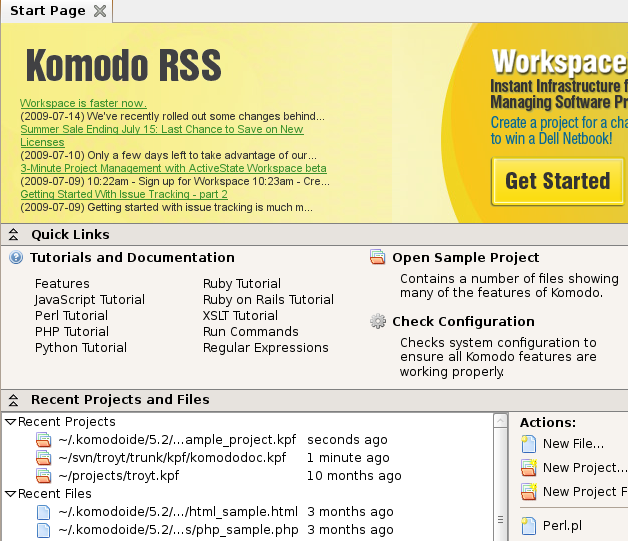 Start Page
Komodo RSS
Workspace is faster now.
(2009-07-14) We've recently rolled out some changes behind...
Summer Sale Ending July 15: Last Chance to Save on New
Licenses
(2009-07-10) Only a few days left to take advantage of our...
3-Minute Project Management with ActiveState Workspace beta
(2009-07-09) 10:22am - Sign up for Workspace 10:23am - Cre...
Getting Started With Issue Tracking - part 2
(2009-07-09) Getting started with issue tracking is much m...
Workspace
Instant Infrastructure f
Managing Software Pr
Create a project for a cha
to win a Dell Netbook!
Get Started
Quick Links
Tutorials and Documentation
Features
JavaScript Tutorial
Perl Tutorial
PHP Tutorial
Python Tutorial
Ruby Tutorial
Ruby on Rails Tutorial
XSLT Tutorial
Run Commands
Regular Expressions
Open Sample Project
Contains a number of files showing
many of the features of Komodo.
Check Configuration
Checks system configuration to
ensure all Komodo features are
working properly.
Recent Projects and Files
Recent Projects
~/.komodoide/5.2/...ample_project.kpf seconds ago
~/svn/troyt/trunk/kpf/komododoc.kpf 1 minute ago
~/projects/troyt.kpf 10 months ago
Recent Files
~/.komodoide/5.2/.../html_sample.html 3 months ago
~/.komodoide/5.2/...s/php_sample.php 3 months ago
Actions:
New File...
New Project...
New Project F
Perl.pl